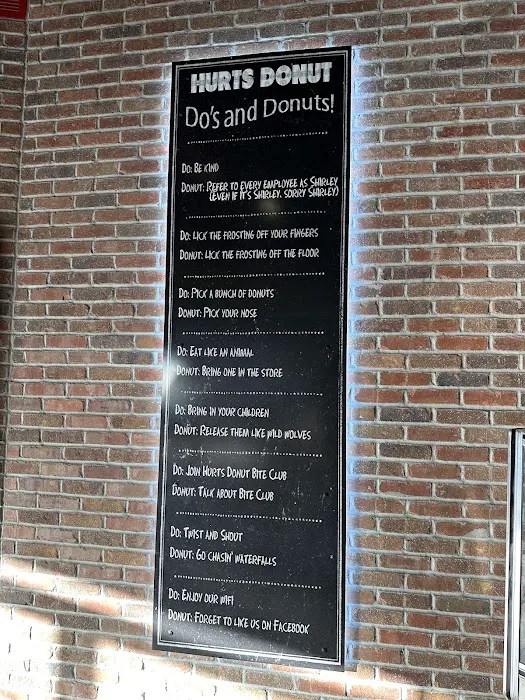 HURTS DONUT
Do's and Donuts!
Do: Be kind
Donut: Refer to every employee as Shirley
(even if it's Shirley. Sorry Shirley)
Do: Lick the frosting off your fingers
Donut: Lick the frosting off the floor
Do: Pick a bunch of donuts
Donut: Pick your nose
Do: Eat like an animal
Donut: Bring one in the store
Do: Bring in your children
Donut: Release them like wild wolves
Do: Join Hurts Donut Bite Club
Donut: Talk about Bite Club
Do: Twist and Shout
Donut: Go chasin' waterfalls
Do: Enjoy our wifi
Donut: Forget to like us on Facebook